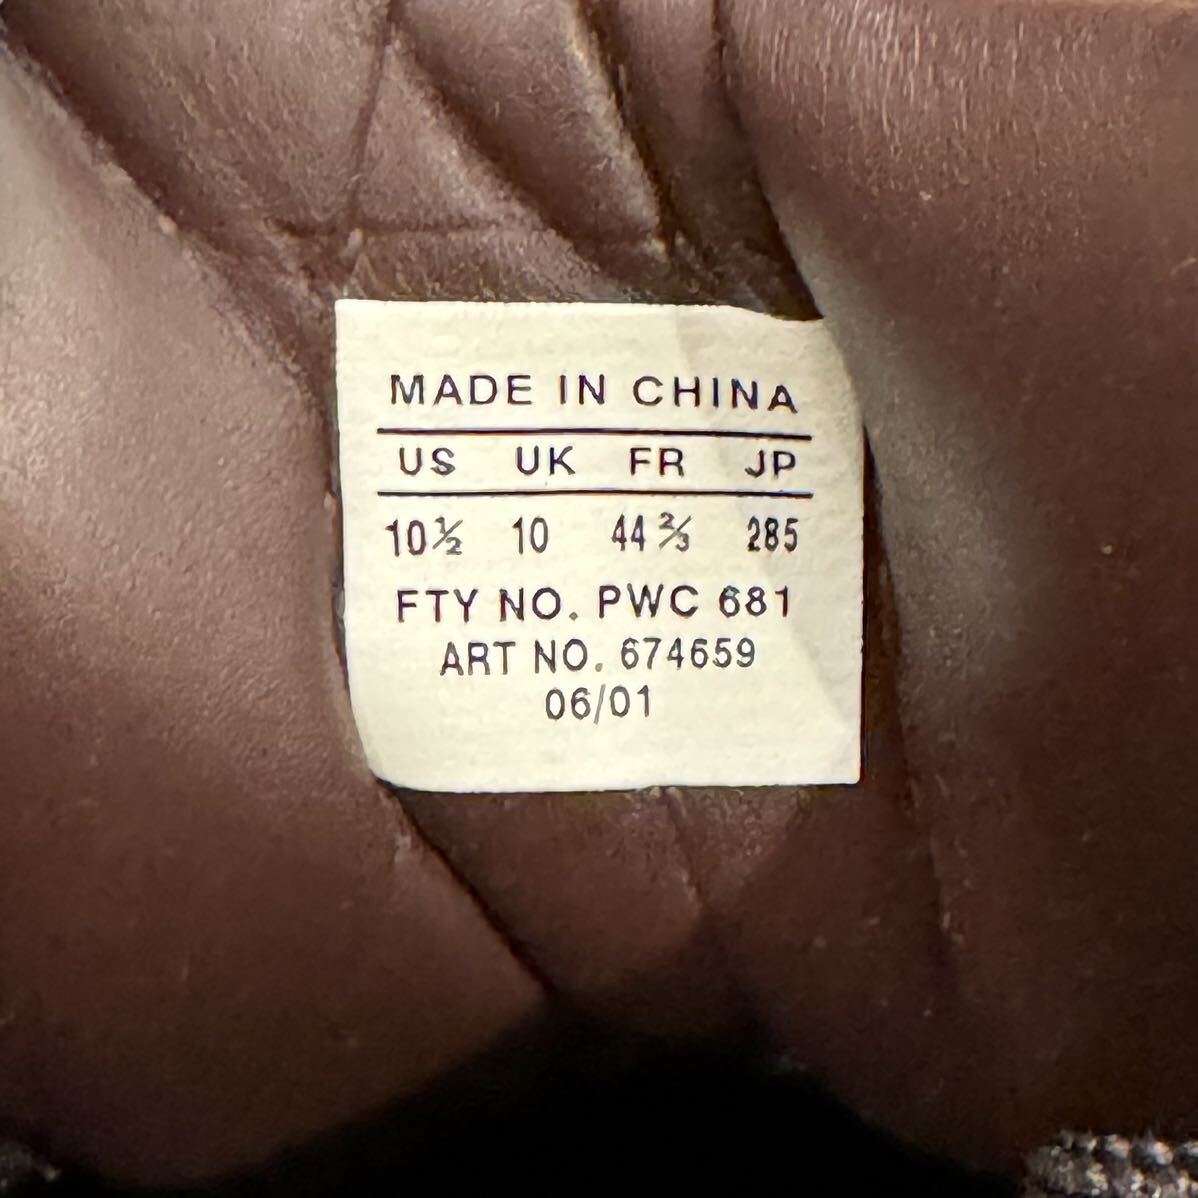 MADE IN CHINA
US UK FR JP
10½ 10 44⅔ 285
FTY NO. PWC 681
ART NO. 674659
06/01